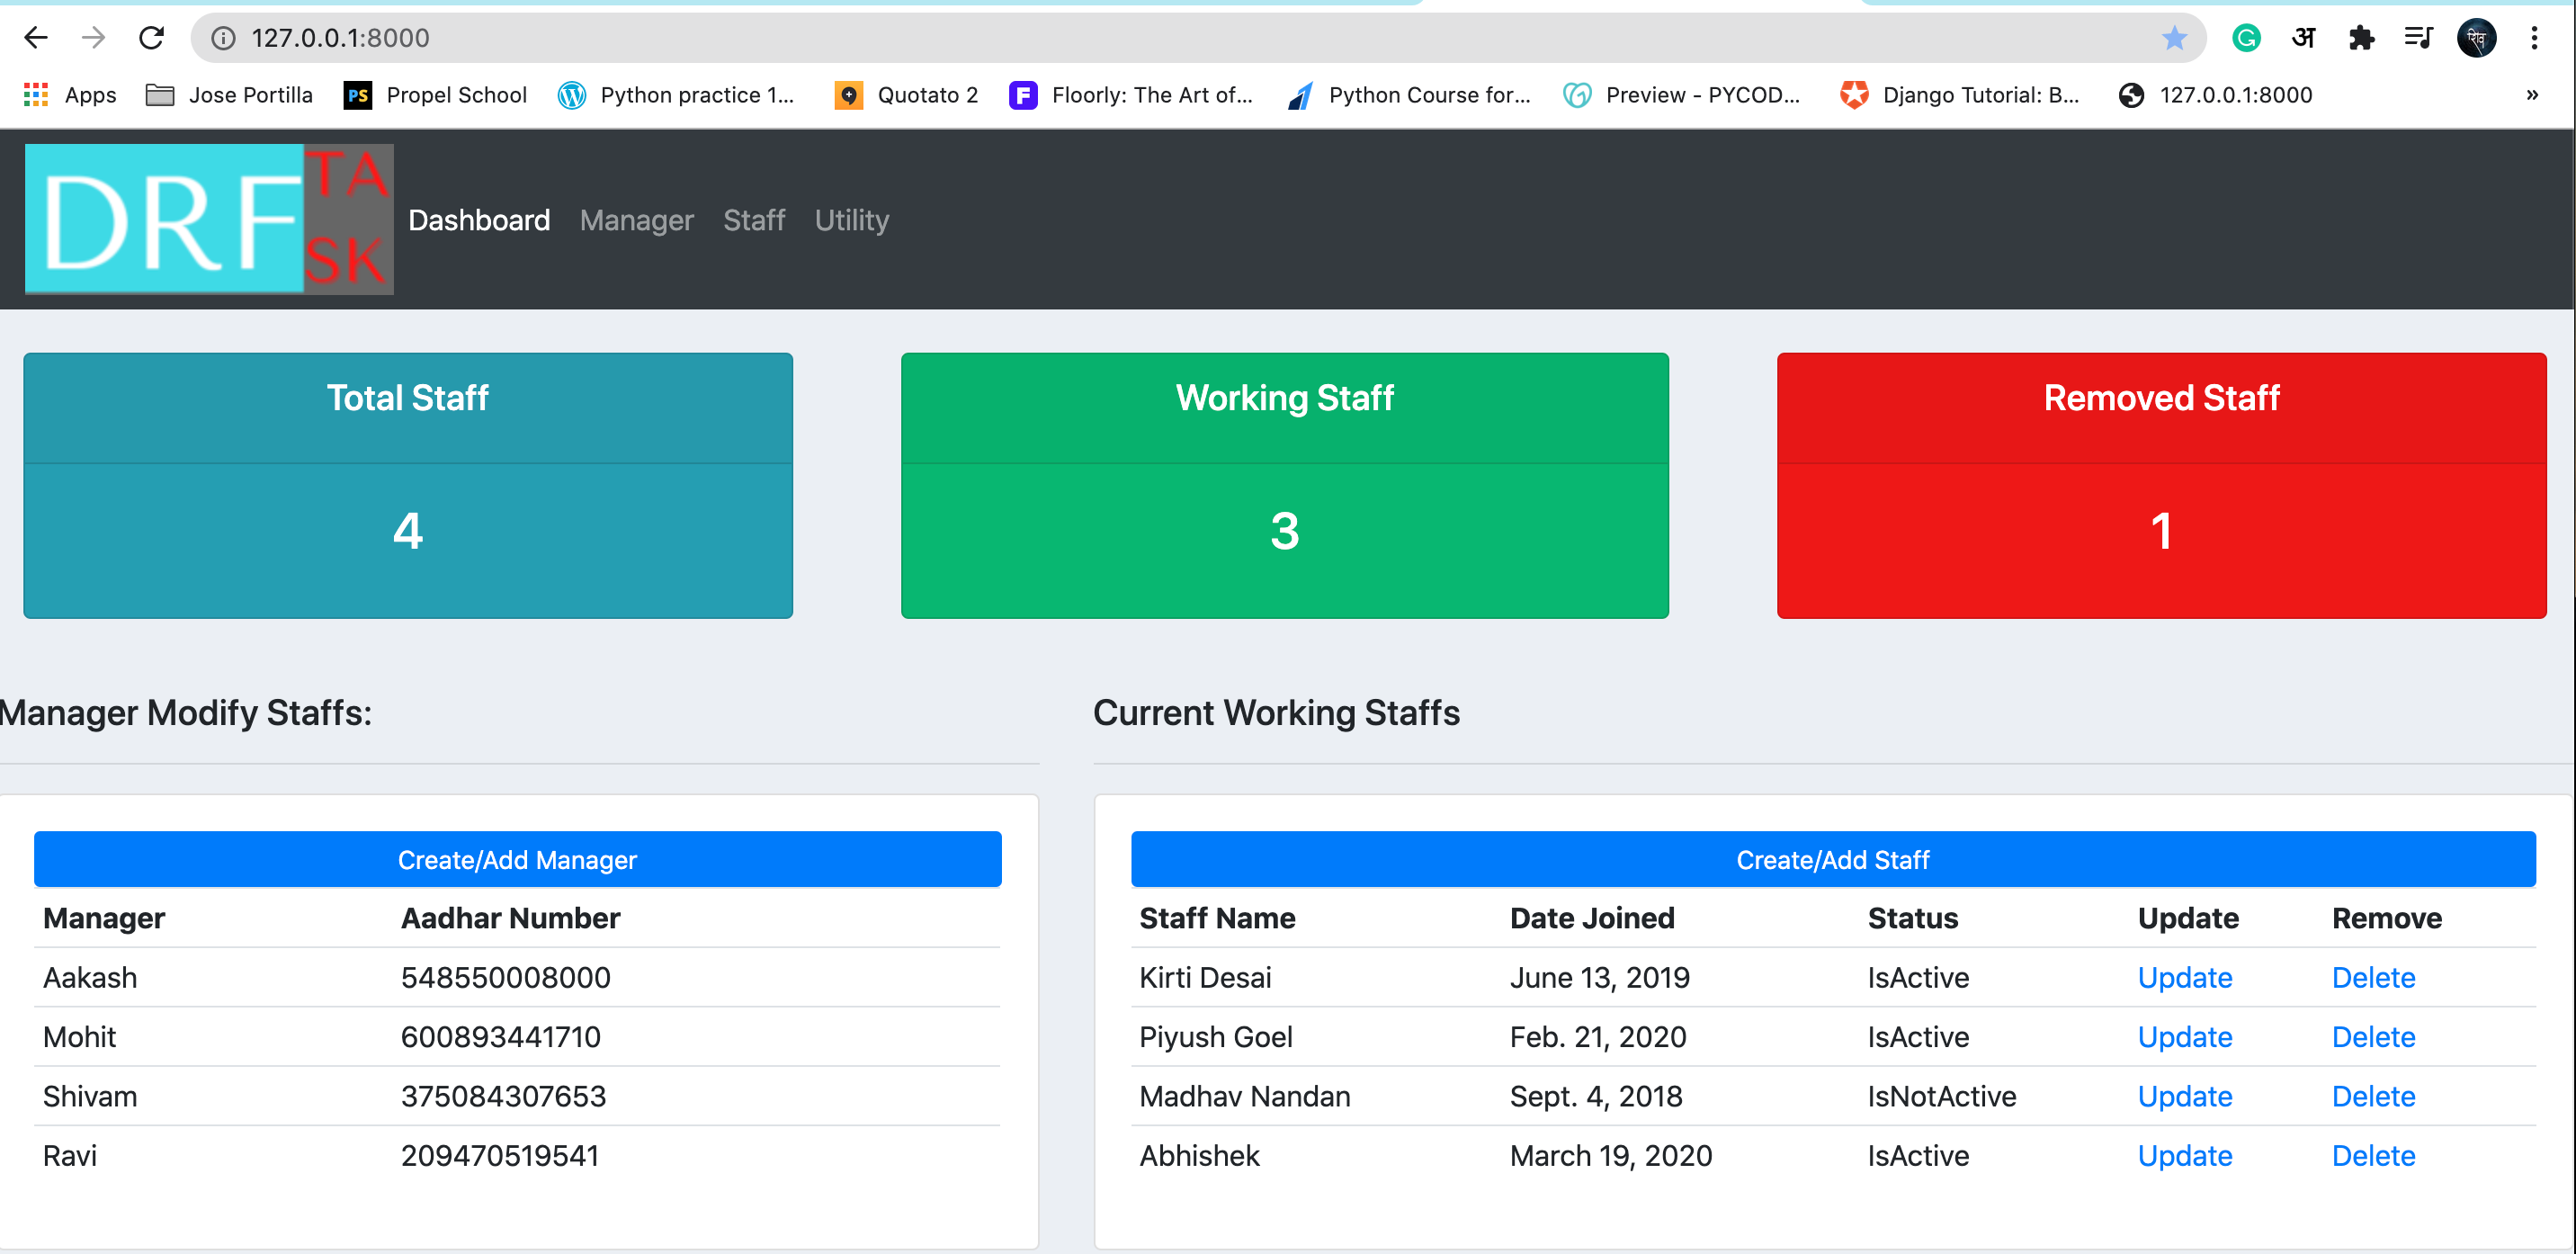 127.0.0.1:8000
Apps Jose Portilla PS Propel School Python practice 1... Quotato 2 F Floorly: The Art of... Python Course for... Preview - PYCOD... Django Tutorial: B... 127.0.0.1:8000 »
DRF TA SK Dashboard Manager Staff Utility
Total Staff Working Staff Removed Staff
4 3 1
Manager Modify Staffs: Current Working Staffs
Create/Add Manager Create/Add Staff
Manager Aadhar Number Staff Name Date Joined Status Update Remove
Aakash 548550008000 Kirti Desai June 13, 2019 IsActive Update Delete
Mohit 600893441710 Piyush Goel Feb. 21, 2020 IsActive Update Delete
Shivam 375084307653 Madhav Nandan Sept. 4, 2018 IsNotActive Update Delete
Ravi 209470519541 Abhishek March 19, 2020 IsActive Update Delete